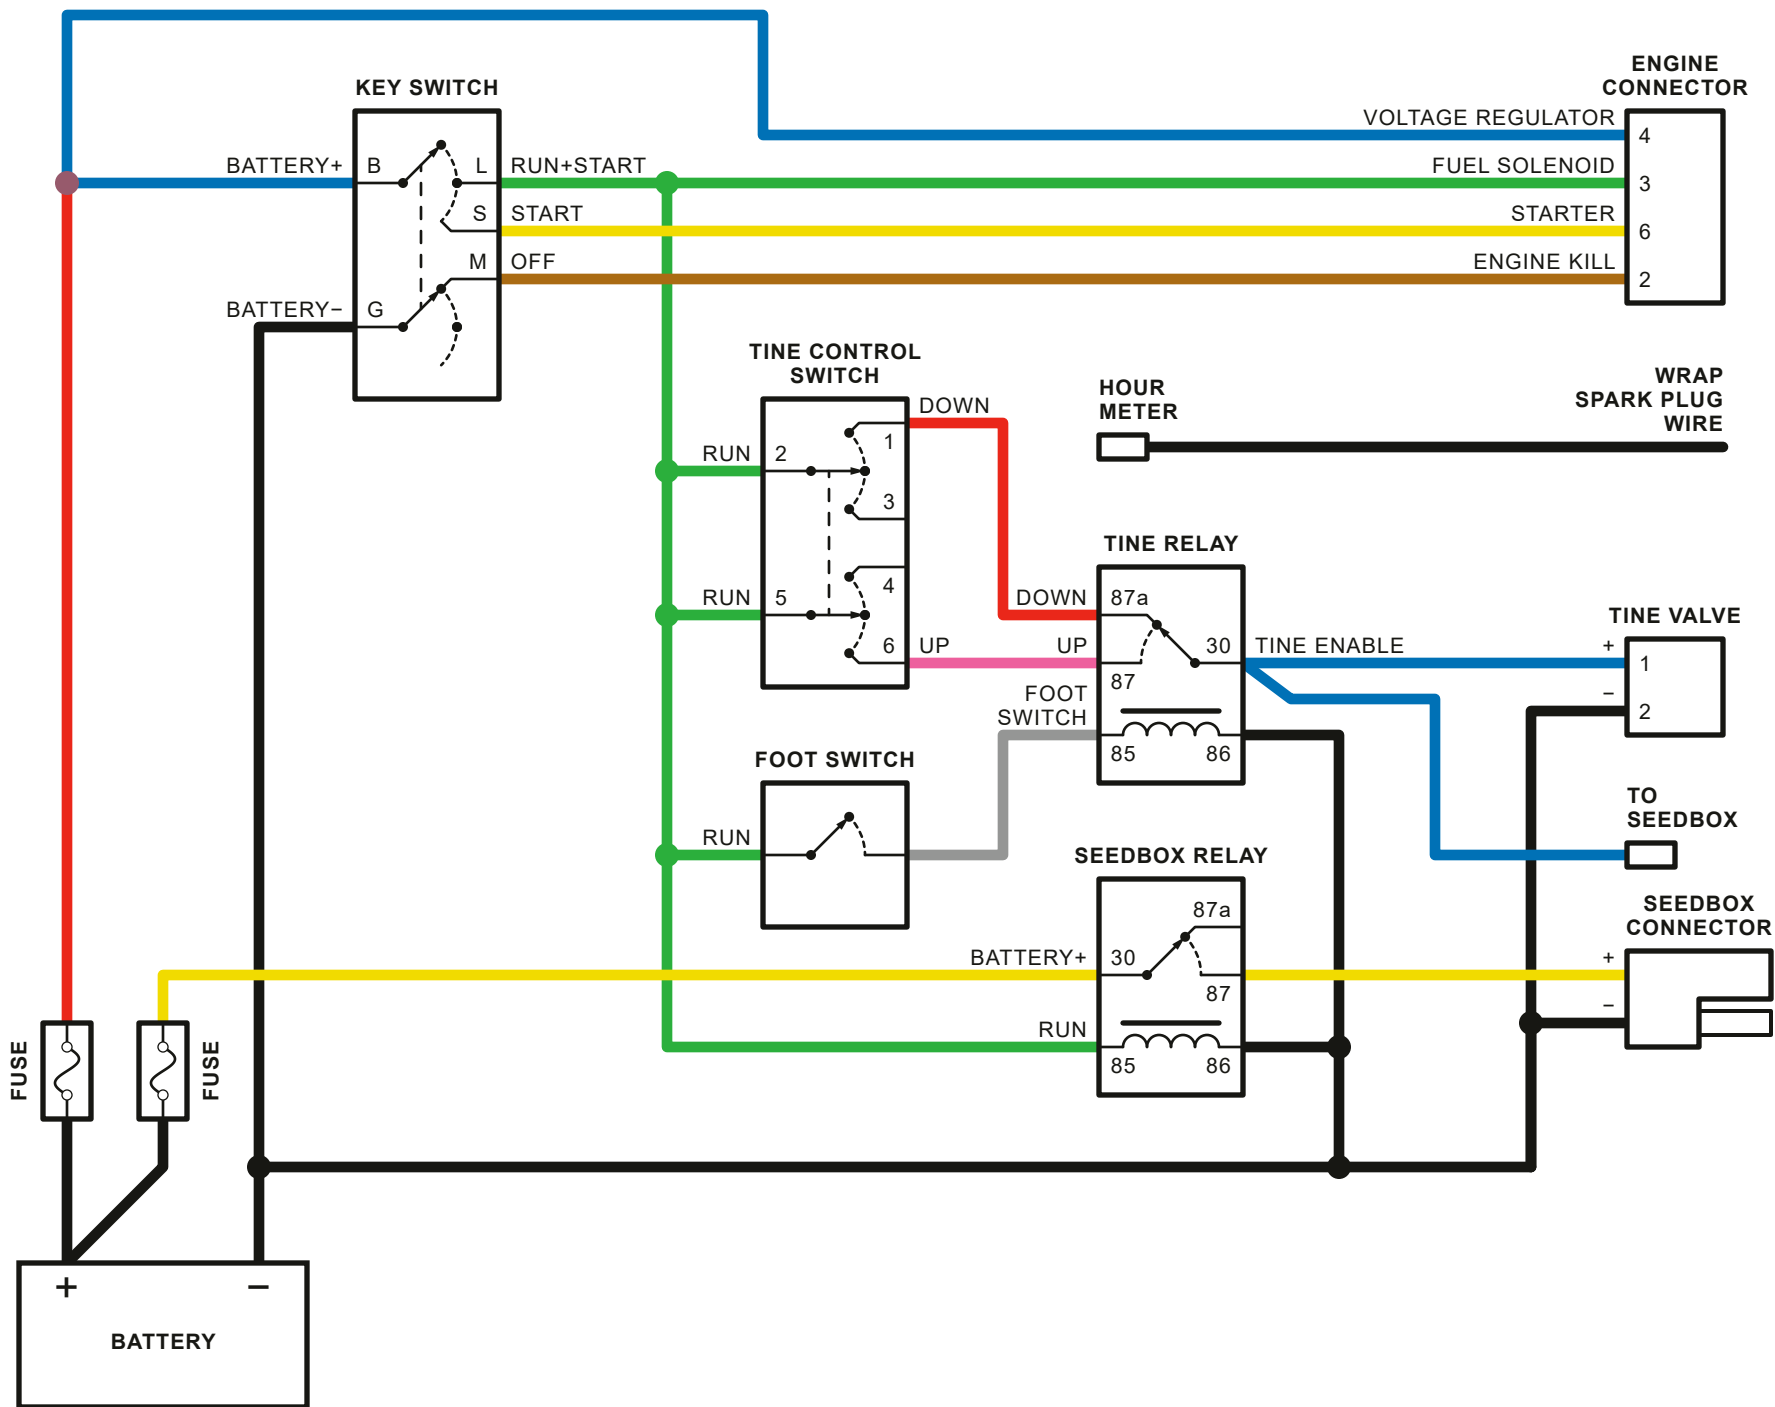 KEY SWITCH
BATTERY+
B
L
RUN+START
S
START
M
OFF
BATTERY−
G
ENGINE
CONNECTOR
VOLTAGE REGULATOR
4
FUEL SOLENOID
3
STARTER
6
ENGINE KILL
2
TINE CONTROL
SWITCH
DOWN
RUN
2
1
3
RUN
5
4
6
UP
HOUR
METER
WRAP
SPARK PLUG
WIRE
TINE RELAY
DOWN
87a
UP
87
30
TINE ENABLE
FOOT
SWITCH
85
86
TINE VALVE
+
1
−
2
FOOT SWITCH
RUN
TO
SEEDBOX
SEEDBOX RELAY
87a
BATTERY+
30
87
RUN
85
86
SEEDBOX
CONNECTOR
+
−
FUSE
FUSE
+
−
BATTERY